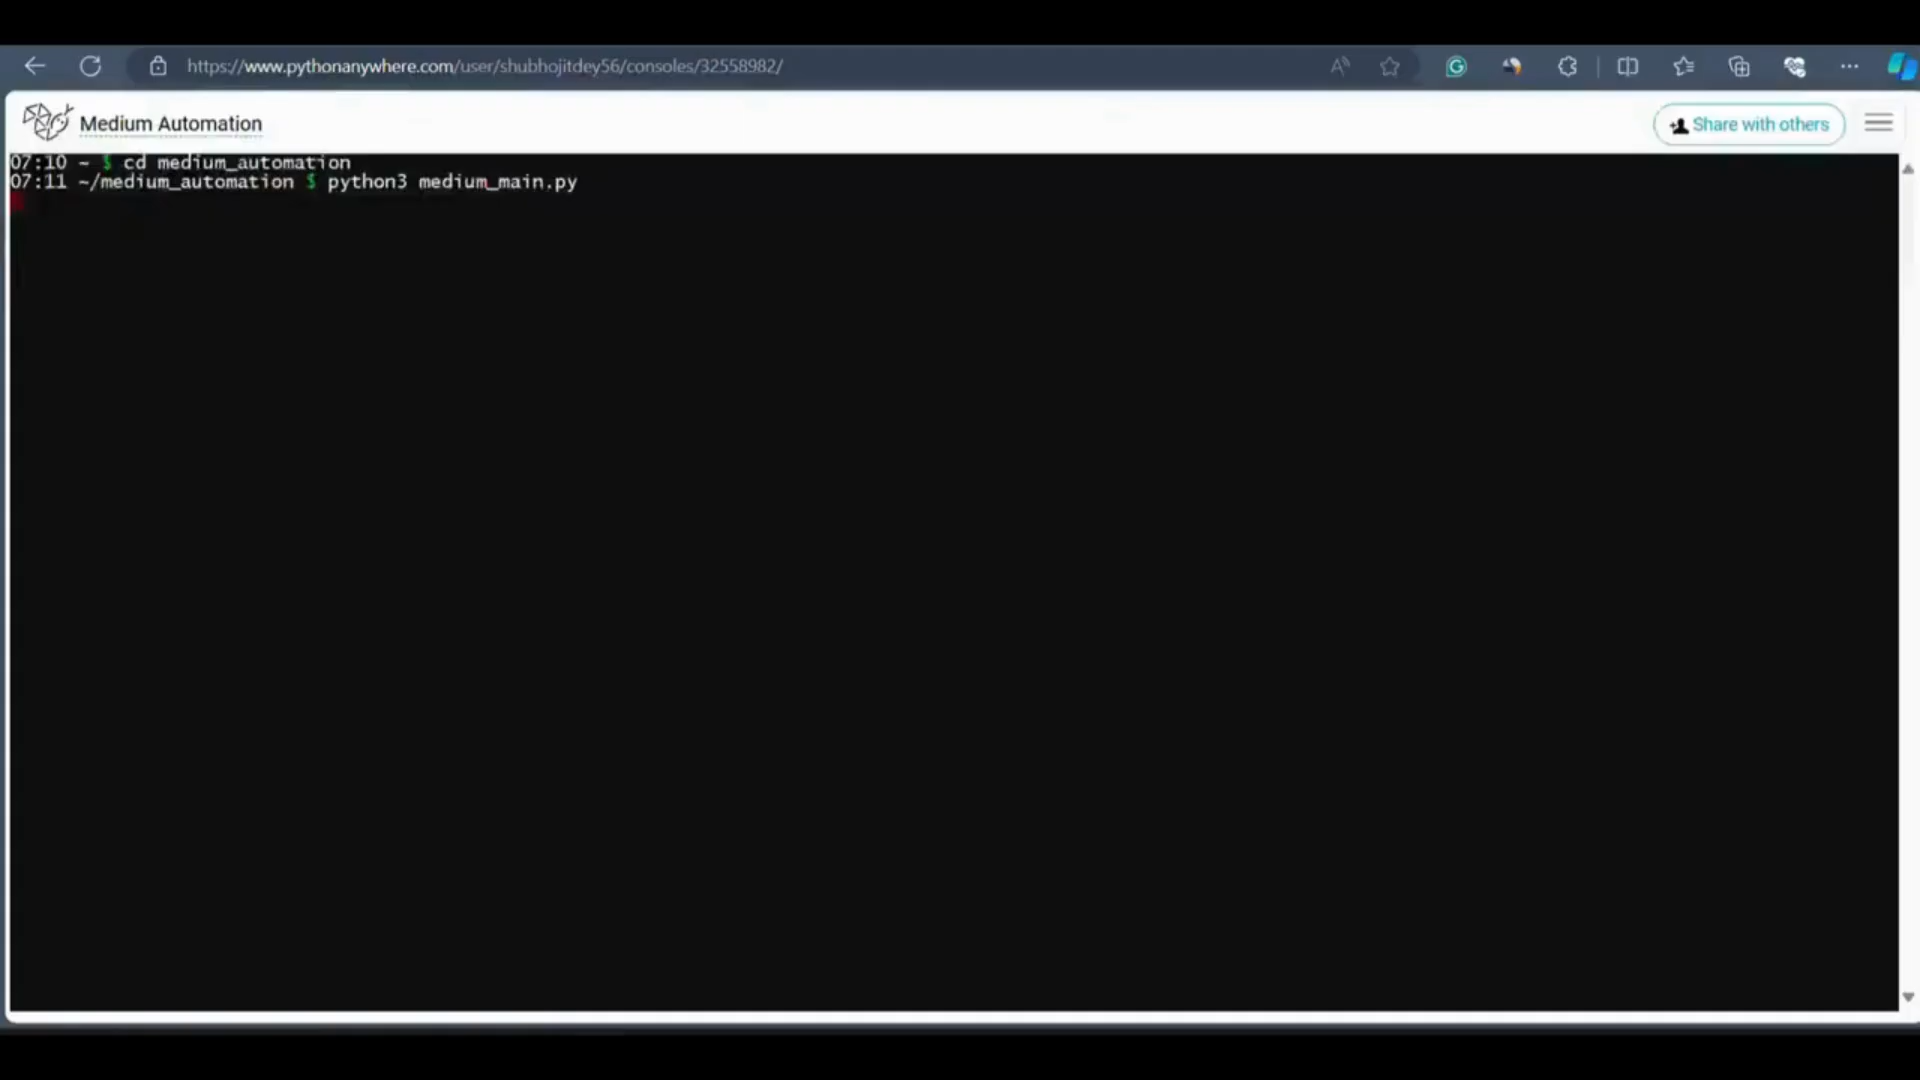 https://www.pythonanywhere.com/user/shubhojitdey56/consoles/32558982/
Medium Automation
Share with others
07:10 ~ $ cd medium_automation
07:11 ~/medium_automation $ python3 medium_main.py